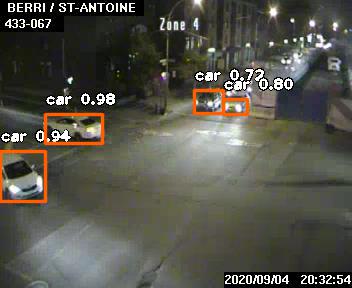 BERRI / ST-ANTOINE
433-067
Zone 4
car 0.72
car 0.80
car 0.98
car 0.94
2020/09/04 20:32:54